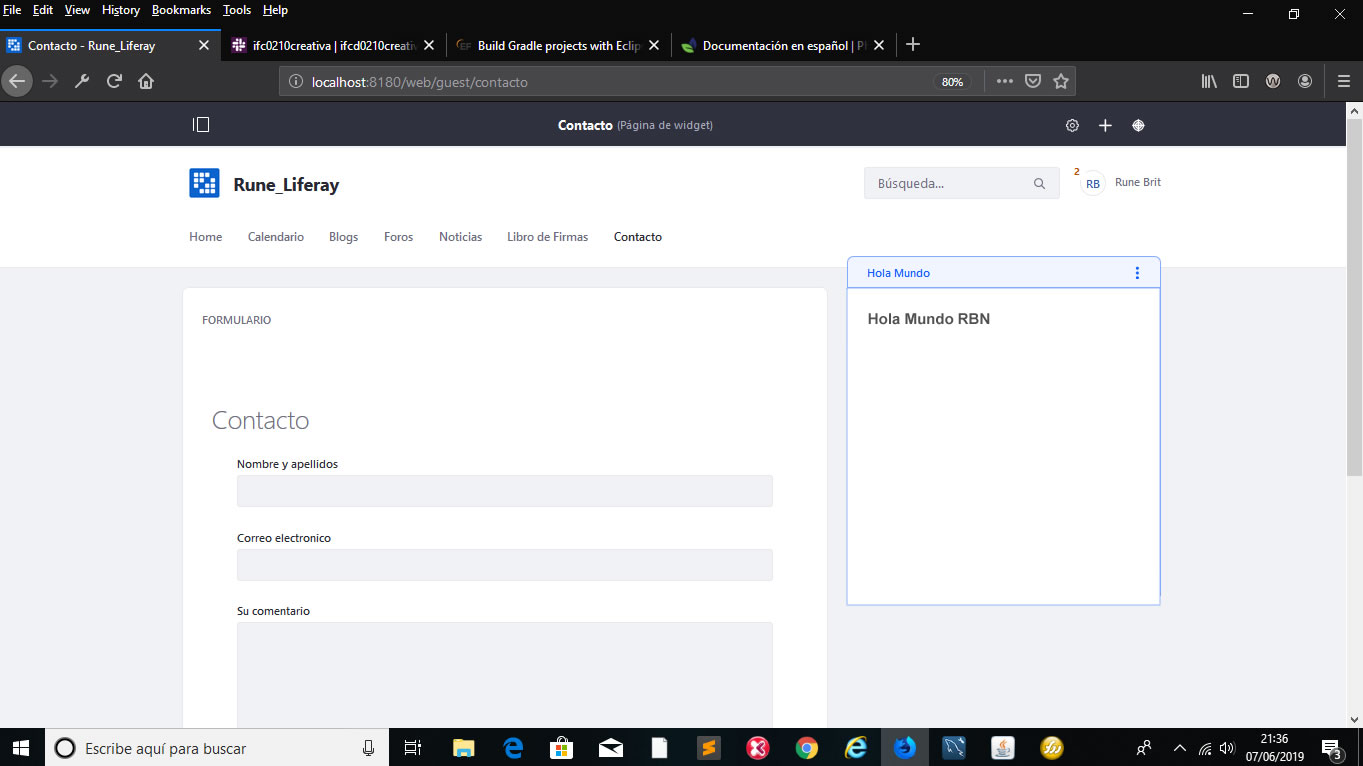 File Edit View History Bookmarks Tools Help
Contacto - Rune_Liferay
ifc0210creativa | ifcd0210creativ
Build Gradle projects with Eclip
Documentación en español | P
localhost:8180/web/guest/contacto
80%
Contacto (Página de widget)
Rune_Liferay
Búsqueda...
2
RB
Rune Brit
Home Calendario Blogs Foros Noticias Libro de Firmas Contacto
Hola Mundo
Hola Mundo RBN
FORMULARIO
Contacto
Nombre y apellidos
Correo electronico
Su comentario
Escribe aquí para buscar
21:36
07/06/2019
3